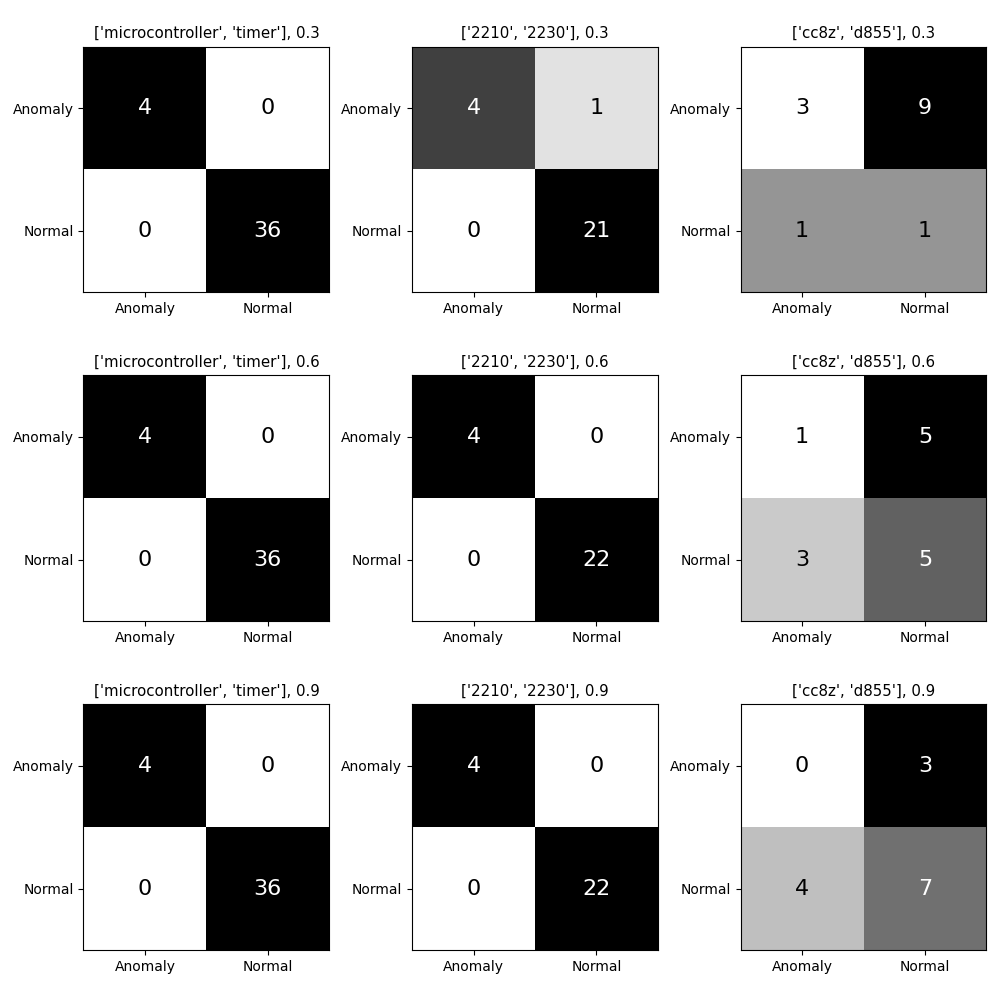 ['microcontroller', 'timer'], 0.3
Anomaly 4 0
Normal 0 36
Anomaly Normal
['2210', '2230'], 0.3
Anomaly 4 1
Normal 0 21
Anomaly Normal
['cc8z', 'd855'], 0.3
Anomaly 3 9
Normal 1 1
Anomaly Normal
['microcontroller', 'timer'], 0.6
Anomaly 4 0
Normal 0 36
Anomaly Normal
['2210', '2230'], 0.6
Anomaly 4 0
Normal 0 22
Anomaly Normal
['cc8z', 'd855'], 0.6
Anomaly 1 5
Normal 3 5
Anomaly Normal
['microcontroller', 'timer'], 0.9
Anomaly 4 0
Normal 0 36
Anomaly Normal
['2210', '2230'], 0.9
Anomaly 4 0
Normal 0 22
Anomaly Normal
['cc8z', 'd855'], 0.9
Anomaly 0 3
Normal 4 7
Anomaly Normal